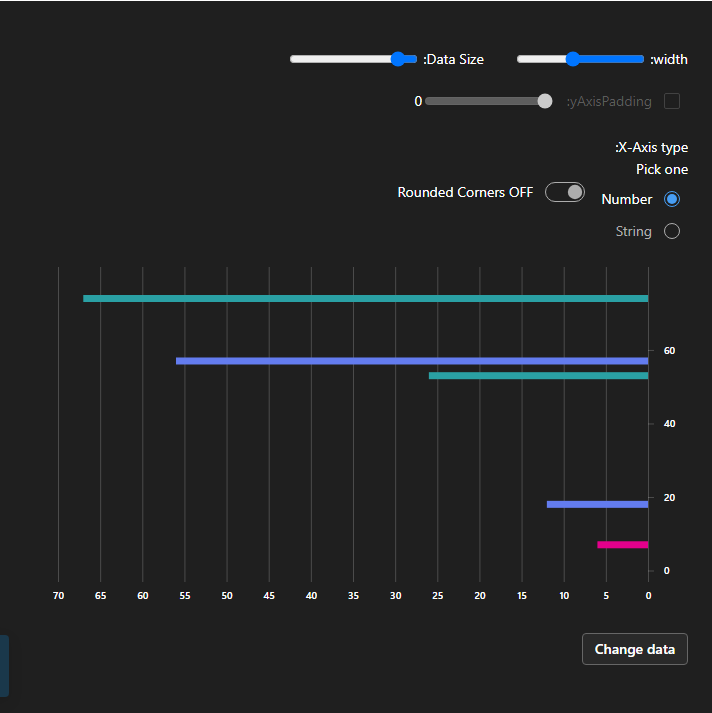 :width
:Data Size
:yAxisPadding
0
:X-Axis type
Pick one
Number
Rounded Corners OFF
String
60
40
20
0
70 65 60 55 50 45 40 35 30 25 20 15 10 5 0
Change data